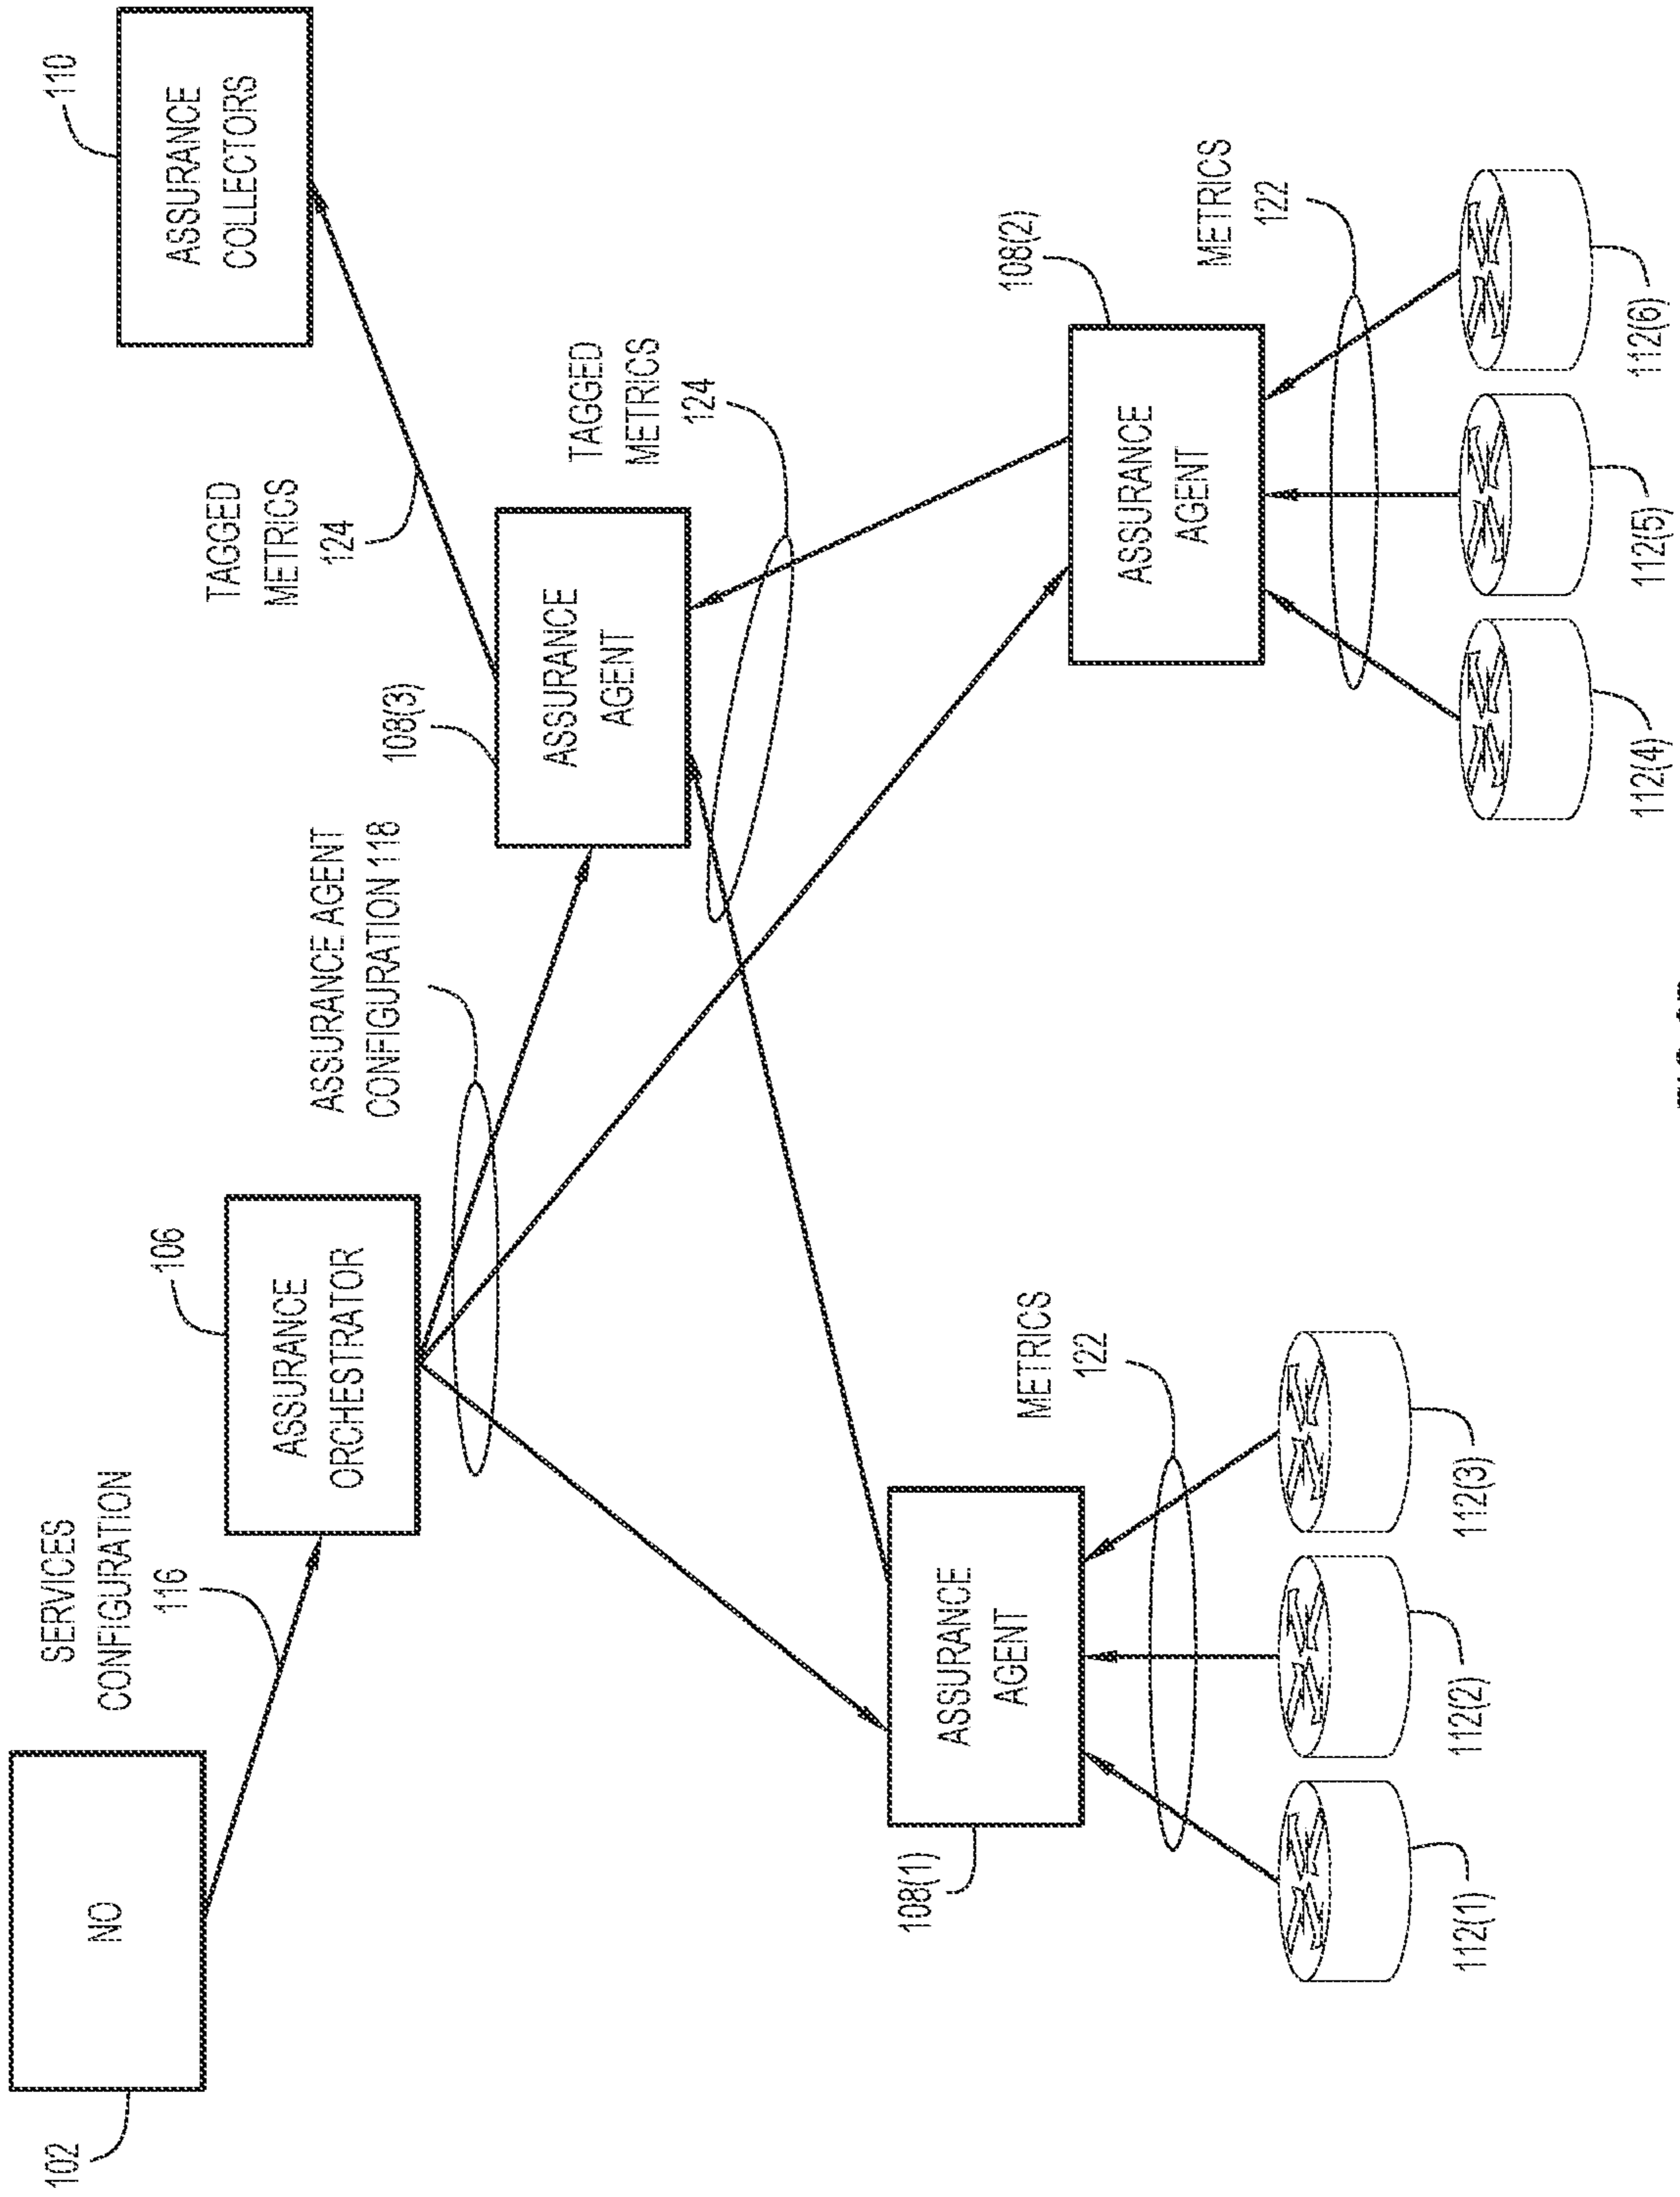 102
NO
SERVICES
CONFIGURATION
116
106
ASSURANCE
ORCHESTRATOR
ASSURANCE AGENT
CONFIGURATION 118
TAGGED
METRICS
124
110
ASSURANCE
COLLECTORS
108(3)
ASSURANCE
AGENT
TAGGED
METRICS
124
108(1)
ASSURANCE
AGENT
METRICS
122
112(1)
112(2)
112(3)
108(2)
ASSURANCE
AGENT
METRICS
122
112(4)
112(5)
112(6)